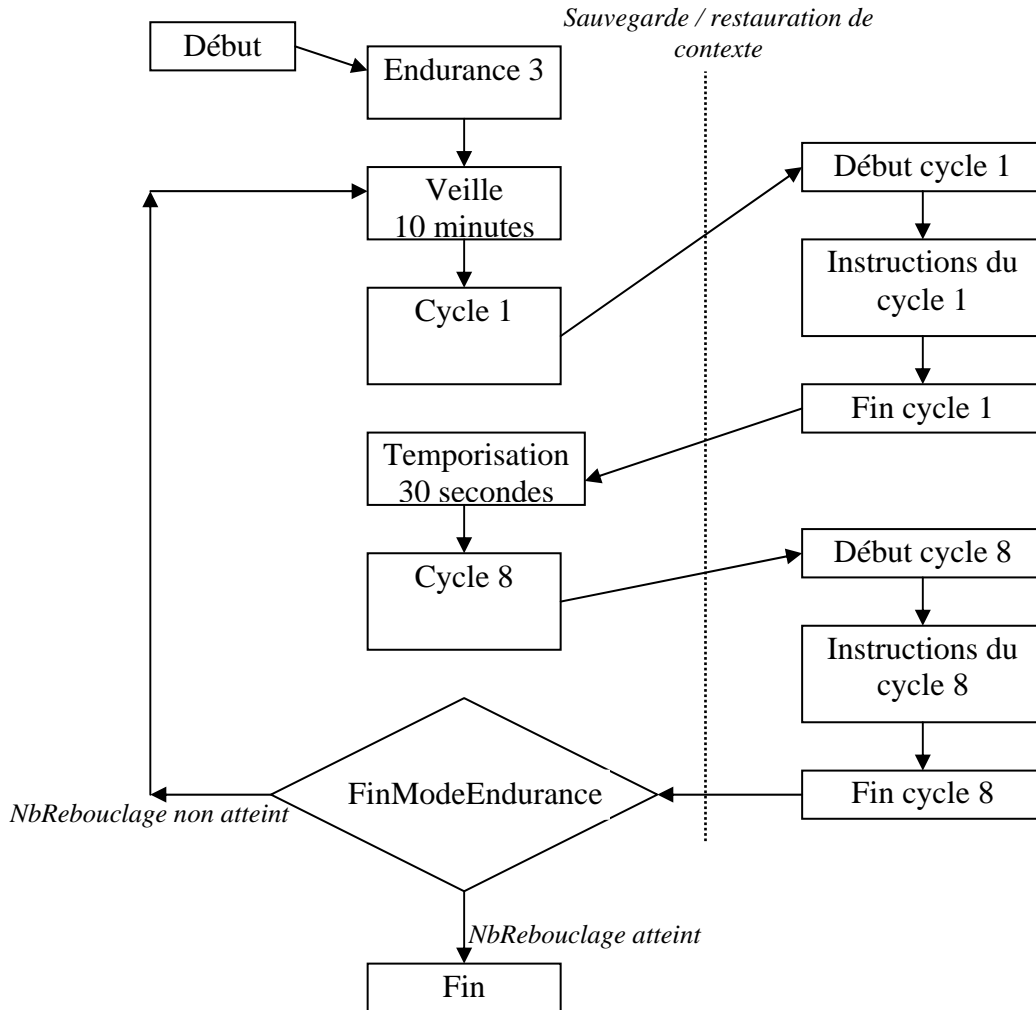 Sauvegarde / restauration de
contexte
Début
Endurance 3
Veille
10 minutes
Cycle 1
Début cycle 1
Instructions du
cycle 1
Fin cycle 1
Temporisation
30 secondes
Cycle 8
Début cycle 8
Instructions du
cycle 8
Fin cycle 8
FinModeEndurance
NbRebouclage non atteint
NbRebouclage atteint
Fin